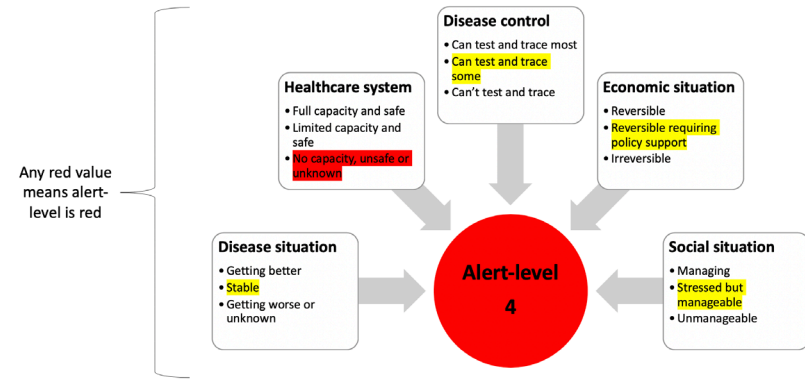 Any red value
means alert-
level is red
Disease control
• Can test and trace most
• Can test and trace
some
• Can't test and trace
Healthcare system
• Full capacity and safe
• Limited capacity and
safe
• No capacity, unsafe or
unknown
Economic situation
• Reversible
• Reversible requiring
policy support
• Irreversible
Disease situation
• Getting better
• Stable
• Getting worse or
unknown
Alert-level
4
Social situation
• Managing
• Stressed but
manageable
• Unmanageable